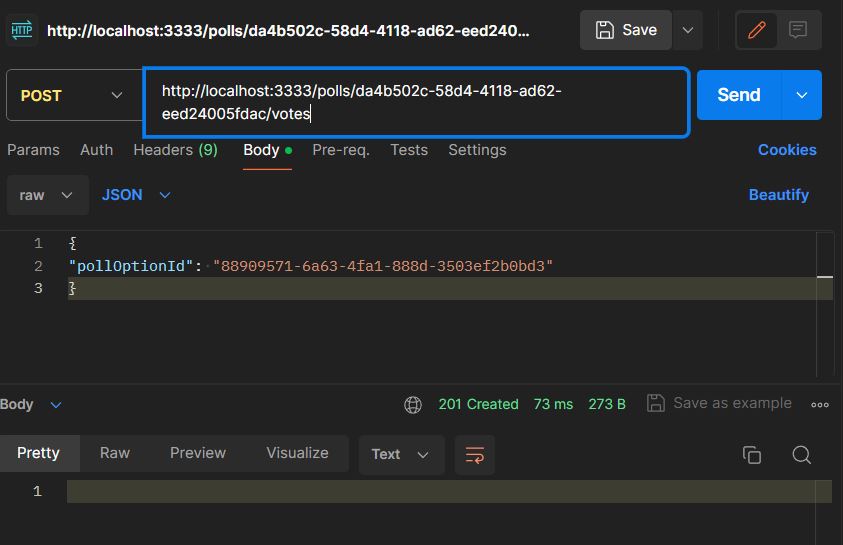 HTTP
http://localhost:3333/polls/da4b502c-58d4-4118-ad62-eed240...
Save
POST
http://localhost:3333/polls/da4b502c-58d4-4118-ad62-
eed24005fdac/votes
Send
Params Auth Headers (9) Body Pre-req. Tests Settings Cookies
raw JSON Beautify
1 {
2 "pollOptionId": "88909571-6a63-4fa1-888d-3503ef2b0bd3"
3 }
Body 201 Created 73 ms 273 B Save as example
Pretty Raw Preview Visualize Text
1